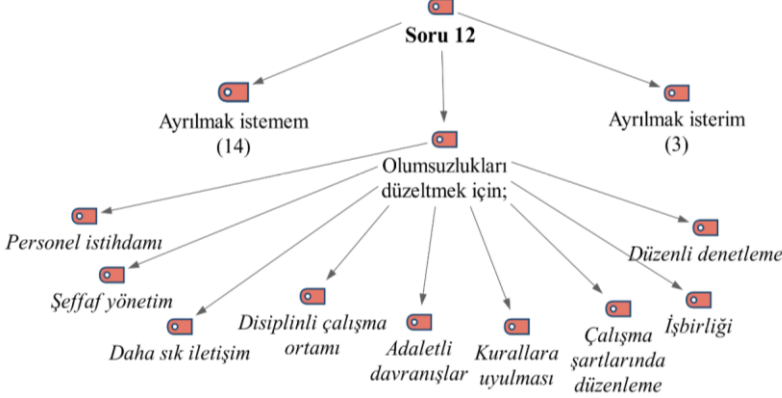 Soru 12
Ayrılmak istemem
(14)
Ayrılmak isterim
(3)
Olumsuzlukları
düzeltmek için;
Personel istihdamı
Şeffaf yönetim
Daha sık iletişim
Disiplinli çalışma
ortamı
Adaletli
davranışlar
Kurallara
uyulması
Çalışma
şartlarında
düzenleme
İşbirliği
Düzenli denetleme